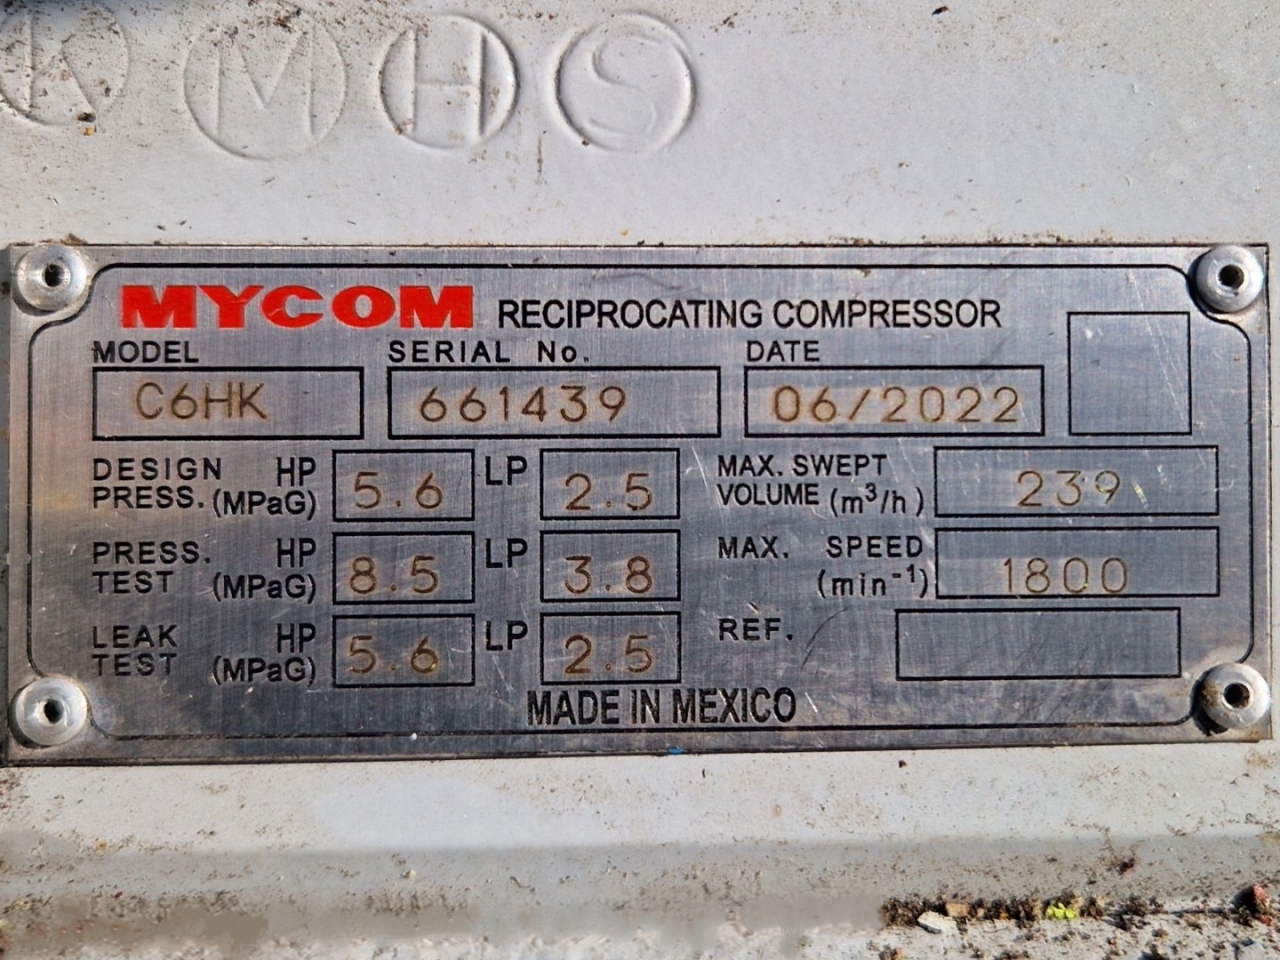 K M H S
MYCOM RECIPROCATING COMPRESSOR
MODEL SERIAL No. DATE
C6HK 661439 06/2022
DESIGN PRESS. HP (MPaG) 5.6 LP 2.5 MAX. SWEPT VOLUME (m³/h) 239
PRESS. TEST HP (MPaG) 8.5 LP 3.8 MAX. SPEED (min⁻¹) 1800
LEAK TEST HP (MPaG) 5.6 LP 2.5 REF.
MADE IN MEXICO